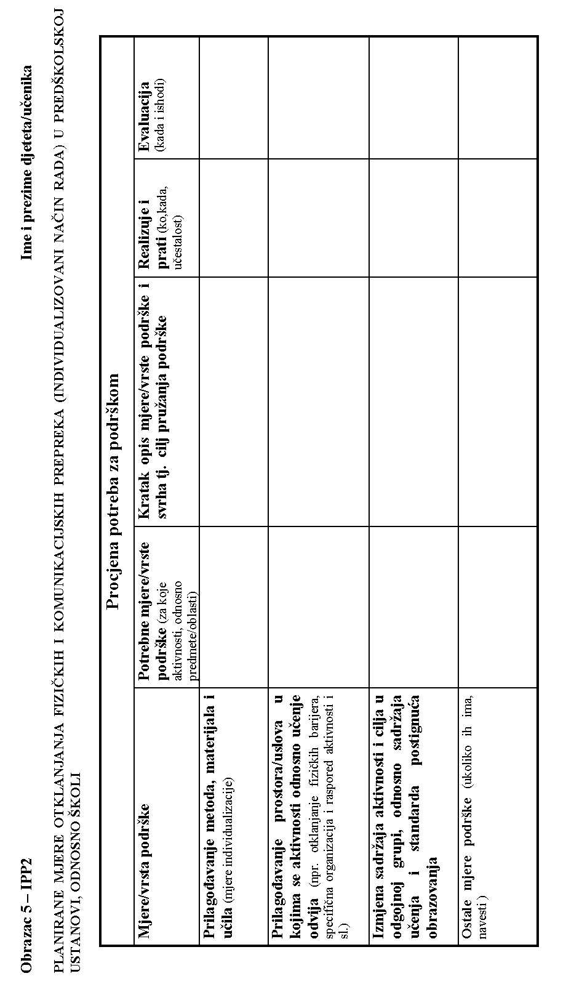 Obrazac 5 – IPP2
Ime i prezime djeteta/učenika
PLANIRANE MJERE OTKLANJANJA FIZIČKIH I KOMUNIKACIJSKIH PREPREKA (INDIVIDUALIZOVANI NAČIN RADA) U PREDŠKOLSKOJ
USTANOVI, ODNOSNO ŠKOLI
Procjena potreba za podrškom
Mjere/vrsta podrške
Potrebne mjere/vrste
podrške (za koje
aktivnosti, odnosno
predmete/oblasti)
Kratak opis mjere/vrste podrške i
svrha tj. cilj pružanja podrške
Realizuje i
prati (ko,kada,
učestalost)
Evaluacija
(kada i ishodi)
Prilagođavanje metoda, materijala i
učila (mjere individualizacije)
Prilagođavanje prostora/uslova u
kojima se aktivnosti odnosno učenje
odvija (npr. otklanjanje fizičkih barijera,
specifična organizacija i raspored aktivnosti i
sl.)
Izmjena sadržaja aktivnosti i cilja u
odgojnoj grupi, odnosno sadržaja
učenja i standarda postignuća
obrazovanja
Ostale mjere podrške (ukoliko ih ima,
navesti )